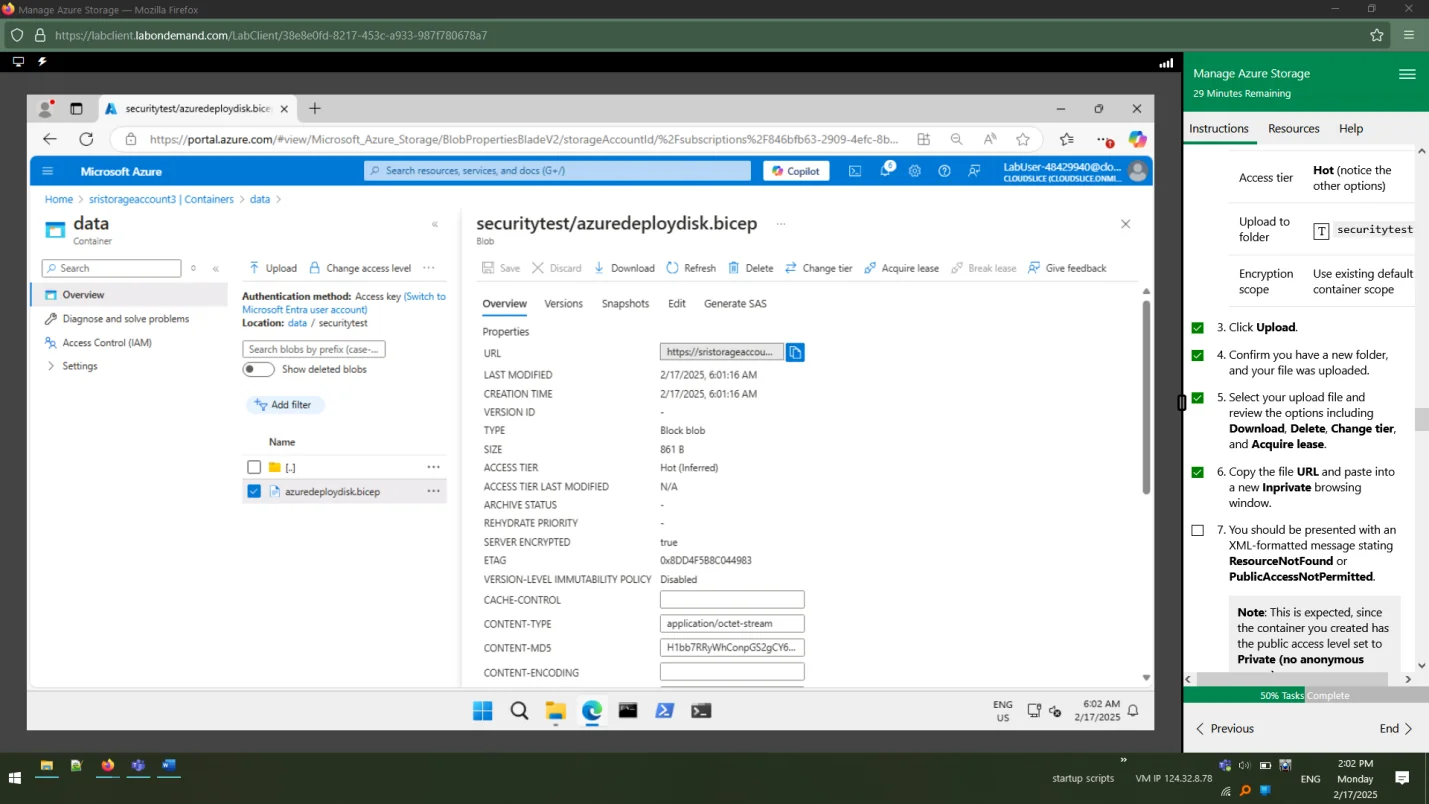 Manage Azure Storage — Mozilla Firefox
https://labclient.labondemand.com/LabClient/38e8e0fd-8217-453c-a933-987f780678a7
securitytest/azuredeploydisk.bice
https://portal.azure.com/#view/Microsoft_Azure_Storage/BlobPropertiesBladeV2/storageAccountId/%2Fsubscriptions%2F846bfb63-2909-4efc-8b...
Microsoft Azure
Search resources, services, and docs (G+/)
Copilot
6
LabUser-48429940@clo...
CLOUDSLICE (CLOUDSLICE.ONMI...
Home > sristorageaccount3 | Containers > data >
data
Container
Search
Overview
Diagnose and solve problems
Access Control (IAM)
Settings
Upload
Change access level
Authentication method: Access key (Switch to
Microsoft Entra user account)
Location: data / securitytest
Search blobs by prefix (case-...
Show deleted blobs
Add filter
Name
[..]
azuredeploydisk.bicep
securitytest/azuredeploydisk.bicep
Blob
Save
Discard
Download
Refresh
Delete
Change tier
Acquire lease
Break lease
Give feedback
Overview
Versions
Snapshots
Edit
Generate SAS
Properties
URL https://sristorageaccou...
LAST MODIFIED 2/17/2025, 6:01:16 AM
CREATION TIME 2/17/2025, 6:01:16 AM
VERSION ID -
TYPE Block blob
SIZE 861 B
ACCESS TIER Hot (Inferred)
ACCESS TIER LAST MODIFIED N/A
ARCHIVE STATUS -
REHYDRATE PRIORITY -
SERVER ENCRYPTED true
ETAG 0x8DD4F5B8C044983
VERSION-LEVEL IMMUTABILITY POLICY Disabled
CACHE-CONTROL
CONTENT-TYPE application/octet-stream
CONTENT-MD5 H1bb7RRyWhConpGS2gCY6...
CONTENT-ENCODING
ENG
US
6:02 AM
2/17/2025
Manage Azure Storage
29 Minutes Remaining
Instructions
Resources
Help
Access tier
Hot (notice the
other options)
Upload to
folder
T securitytest
Encryption
scope
Use existing default
container scope
3. Click Upload.
4. Confirm you have a new folder,
and your file was uploaded.
5. Select your upload file and
review the options including
Download, Delete, Change tier,
and Acquire lease.
6. Copy the file URL and paste into
a new Inprivate browsing
window.
7. You should be presented with an
XML-formatted message stating
ResourceNotFound or
PublicAccessNotPermitted.
Note: This is expected, since
the container you created has
the public access level set to
Private (no anonymous
50% Tasks Complete
Previous
End
startup scripts
VM IP 124.32.8.78
ENG
2:02 PM
Monday
2/17/2025